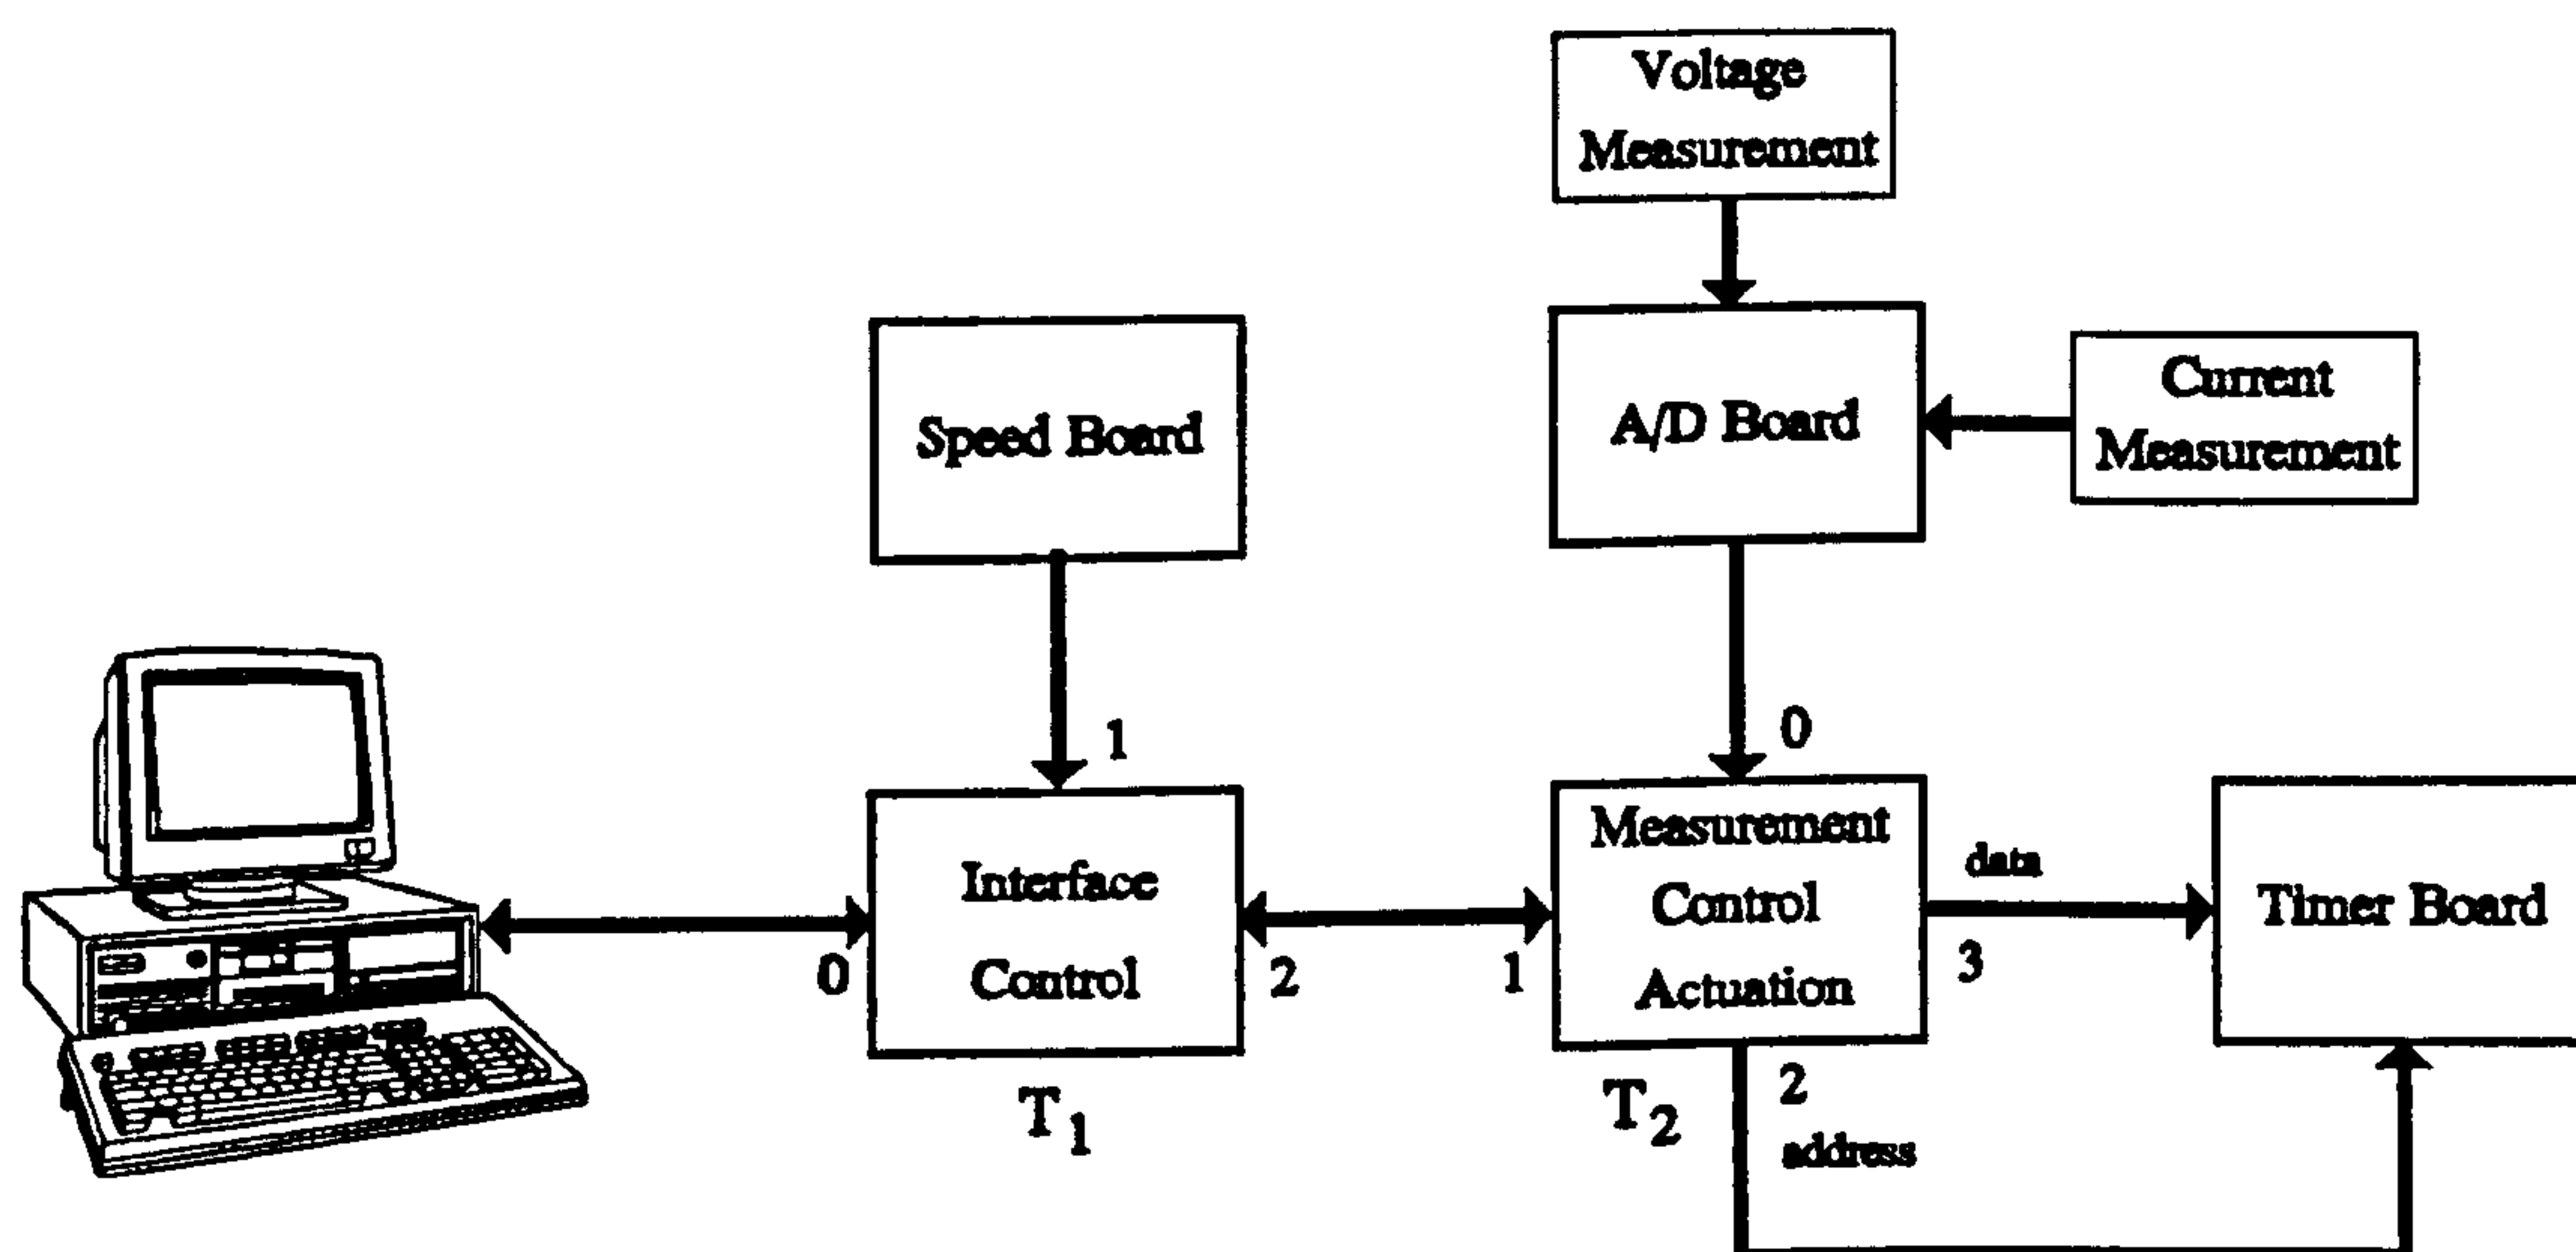 Voltage
Measurement
Speed Board
A/D Board
Current
Measurement
1
0
Interface
Control
0
2
T1
Measurement
Control
Actuation
1
data
3
Timer Board
T2
2
address